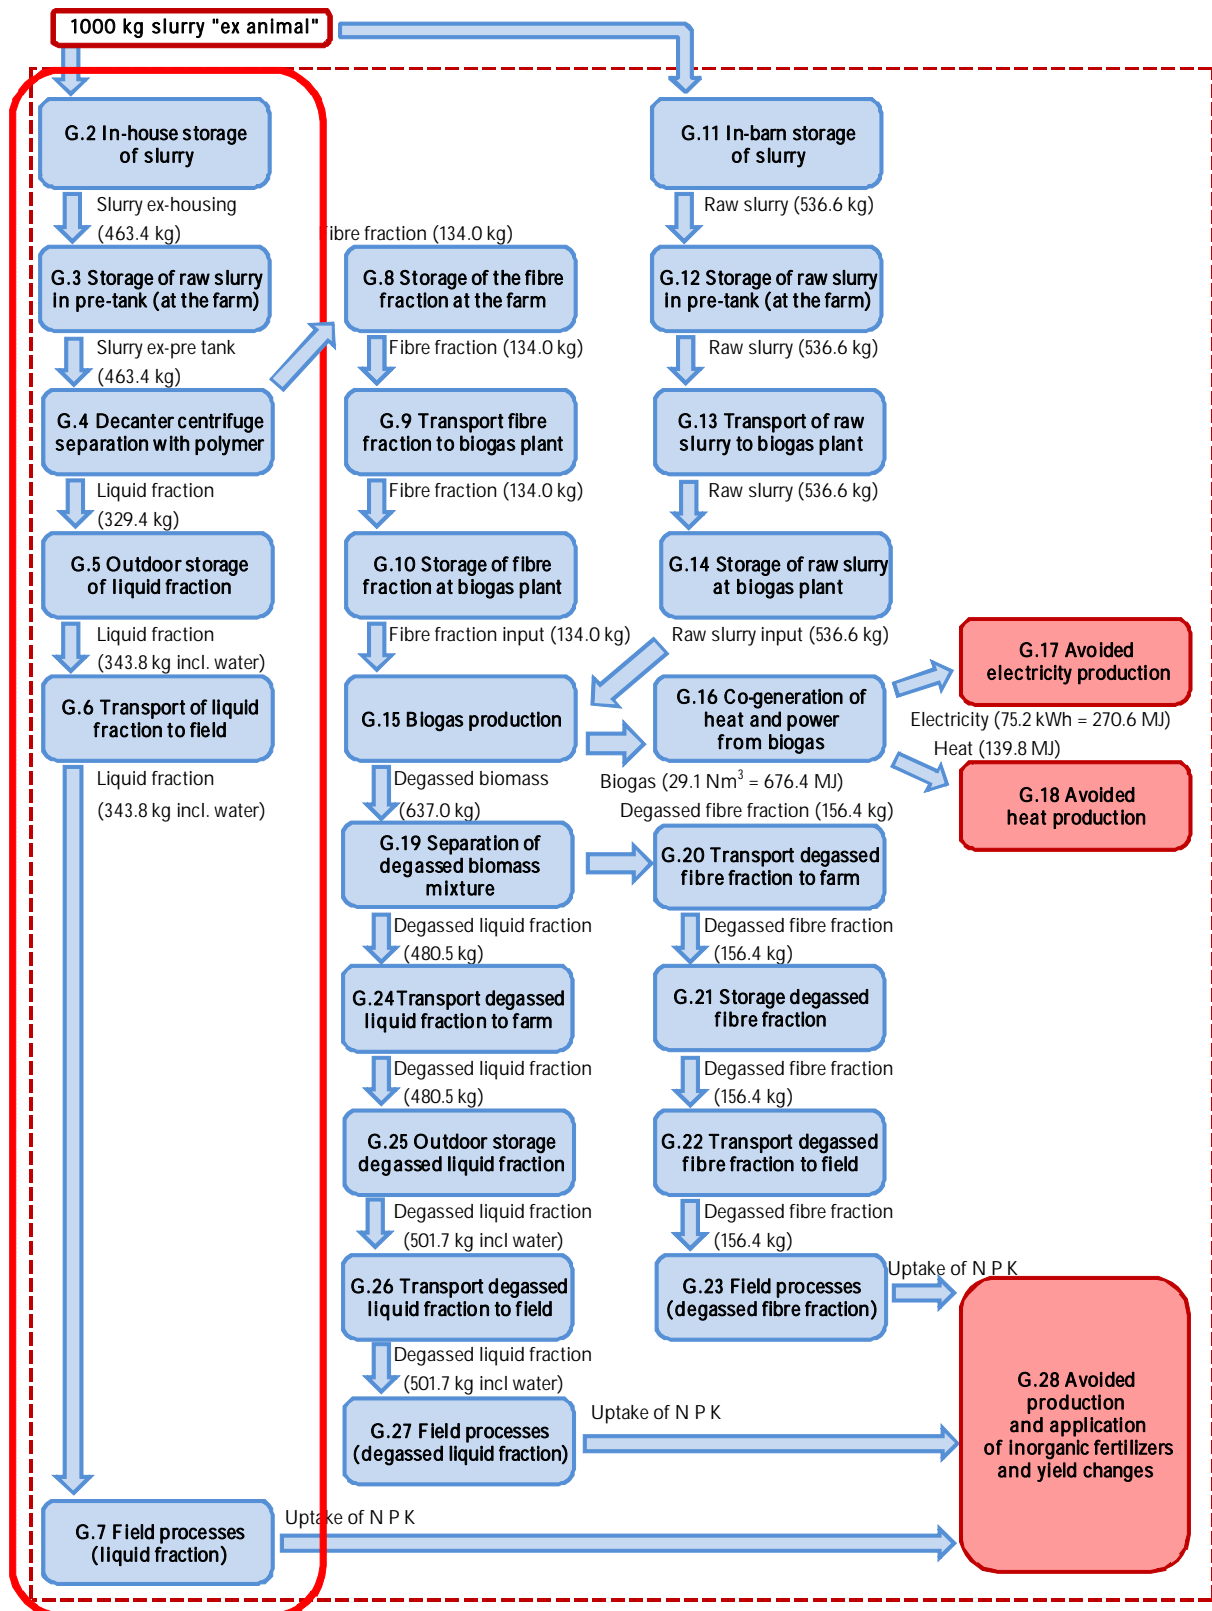 1000 kg slurry "ex animal"
G.2 In-house storage
of slurry
G.11 In-barn storage
of slurry
Slurry ex-housing
(463.4 kg)
Raw slurry (536.6 kg)
Fibre fraction (134.0 kg)
G.3 Storage of raw slurry
in pre-tank (at the farm)
G.8 Storage of the fibre
fraction at the farm
G.12 Storage of raw slurry
in pre-tank (at the farm)
Slurry ex-pre tank
(463.4 kg)
Fibre fraction (134.0 kg)
Raw slurry (536.6 kg)
G.4 Decanter centrifuge
separation with polymer
G.9 Transport fibre
fraction to biogas plant
G.13 Transport of raw
slurry to biogas plant
Liquid fraction
(329.4 kg)
Fibre fraction (134.0 kg)
Raw slurry (536.6 kg)
G.5 Outdoor storage
of liquid fraction
G.10 Storage of fibre
fraction at biogas plant
G.14 Storage of raw slurry
at biogas plant
Liquid fraction
(343.8 kg incl. water)
Fibre fraction input (134.0 kg)
Raw slurry input (536.6 kg)
G.17 Avoided
electricity production
G.6 Transport of liquid
fraction to field
G.15 Biogas production
G.16 Co-generation of
heat and power
from biogas
Electricity (75.2 kWh = 270.6 MJ)
Heat (139.8 MJ)
Liquid fraction
(343.8 kg incl. water)
Degassed biomass
(637.0 kg)
Biogas (29.1 Nm³ = 676.4 MJ)
G.18 Avoided
heat production
Degassed fibre fraction (156.4 kg)
G.19 Separation of
degassed biomass
mixture
G.20 Transport degassed
fibre fraction to farm
Degassed liquid fraction
(480.5 kg)
Degassed fibre fraction
(156.4 kg)
G.24 Transport degassed
liquid fraction to farm
G.21 Storage degassed
fibre fraction
Degassed liquid fraction
(480.5 kg)
Degassed fibre fraction
(156.4 kg)
G.25 Outdoor storage
degassed liquid fraction
G.22 Transport degassed
fibre fraction to field
Degassed liquid fraction
(501.7 kg incl water)
Degassed fibre fraction
(156.4 kg)
G.26 Transport degassed
liquid fraction to field
G.23 Field processes
(degassed fibre fraction)
Uptake of N P K
Degassed liquid fraction
(501.7 kg incl water)
G.27 Field processes
(degassed liquid fraction)
Uptake of N P K
G.28 Avoided
production
and application
of inorganic fertilizers
and yield changes
G.7 Field processes
(liquid fraction)
Uptake of N P K